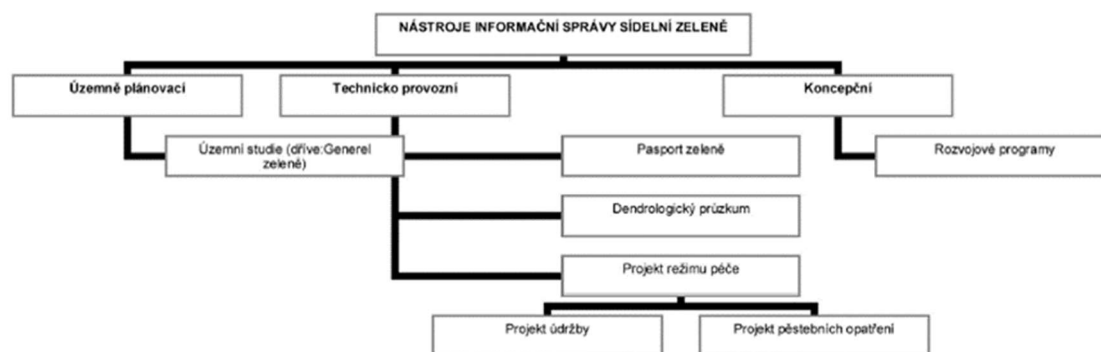 NÁSTROJE INFORMAČNÍ SPRÁVY SÍDELNÍ ZELENĚ
Územně plánovací
Technicko provozní
Koncepční
Územní studie (dříve:Generel
zeleně)
Pasport zeleně
Rozvojové programy
Dendrologický průzkum
Projekt režimu péče
Projekt údržby
Projekt pěstebních opatření